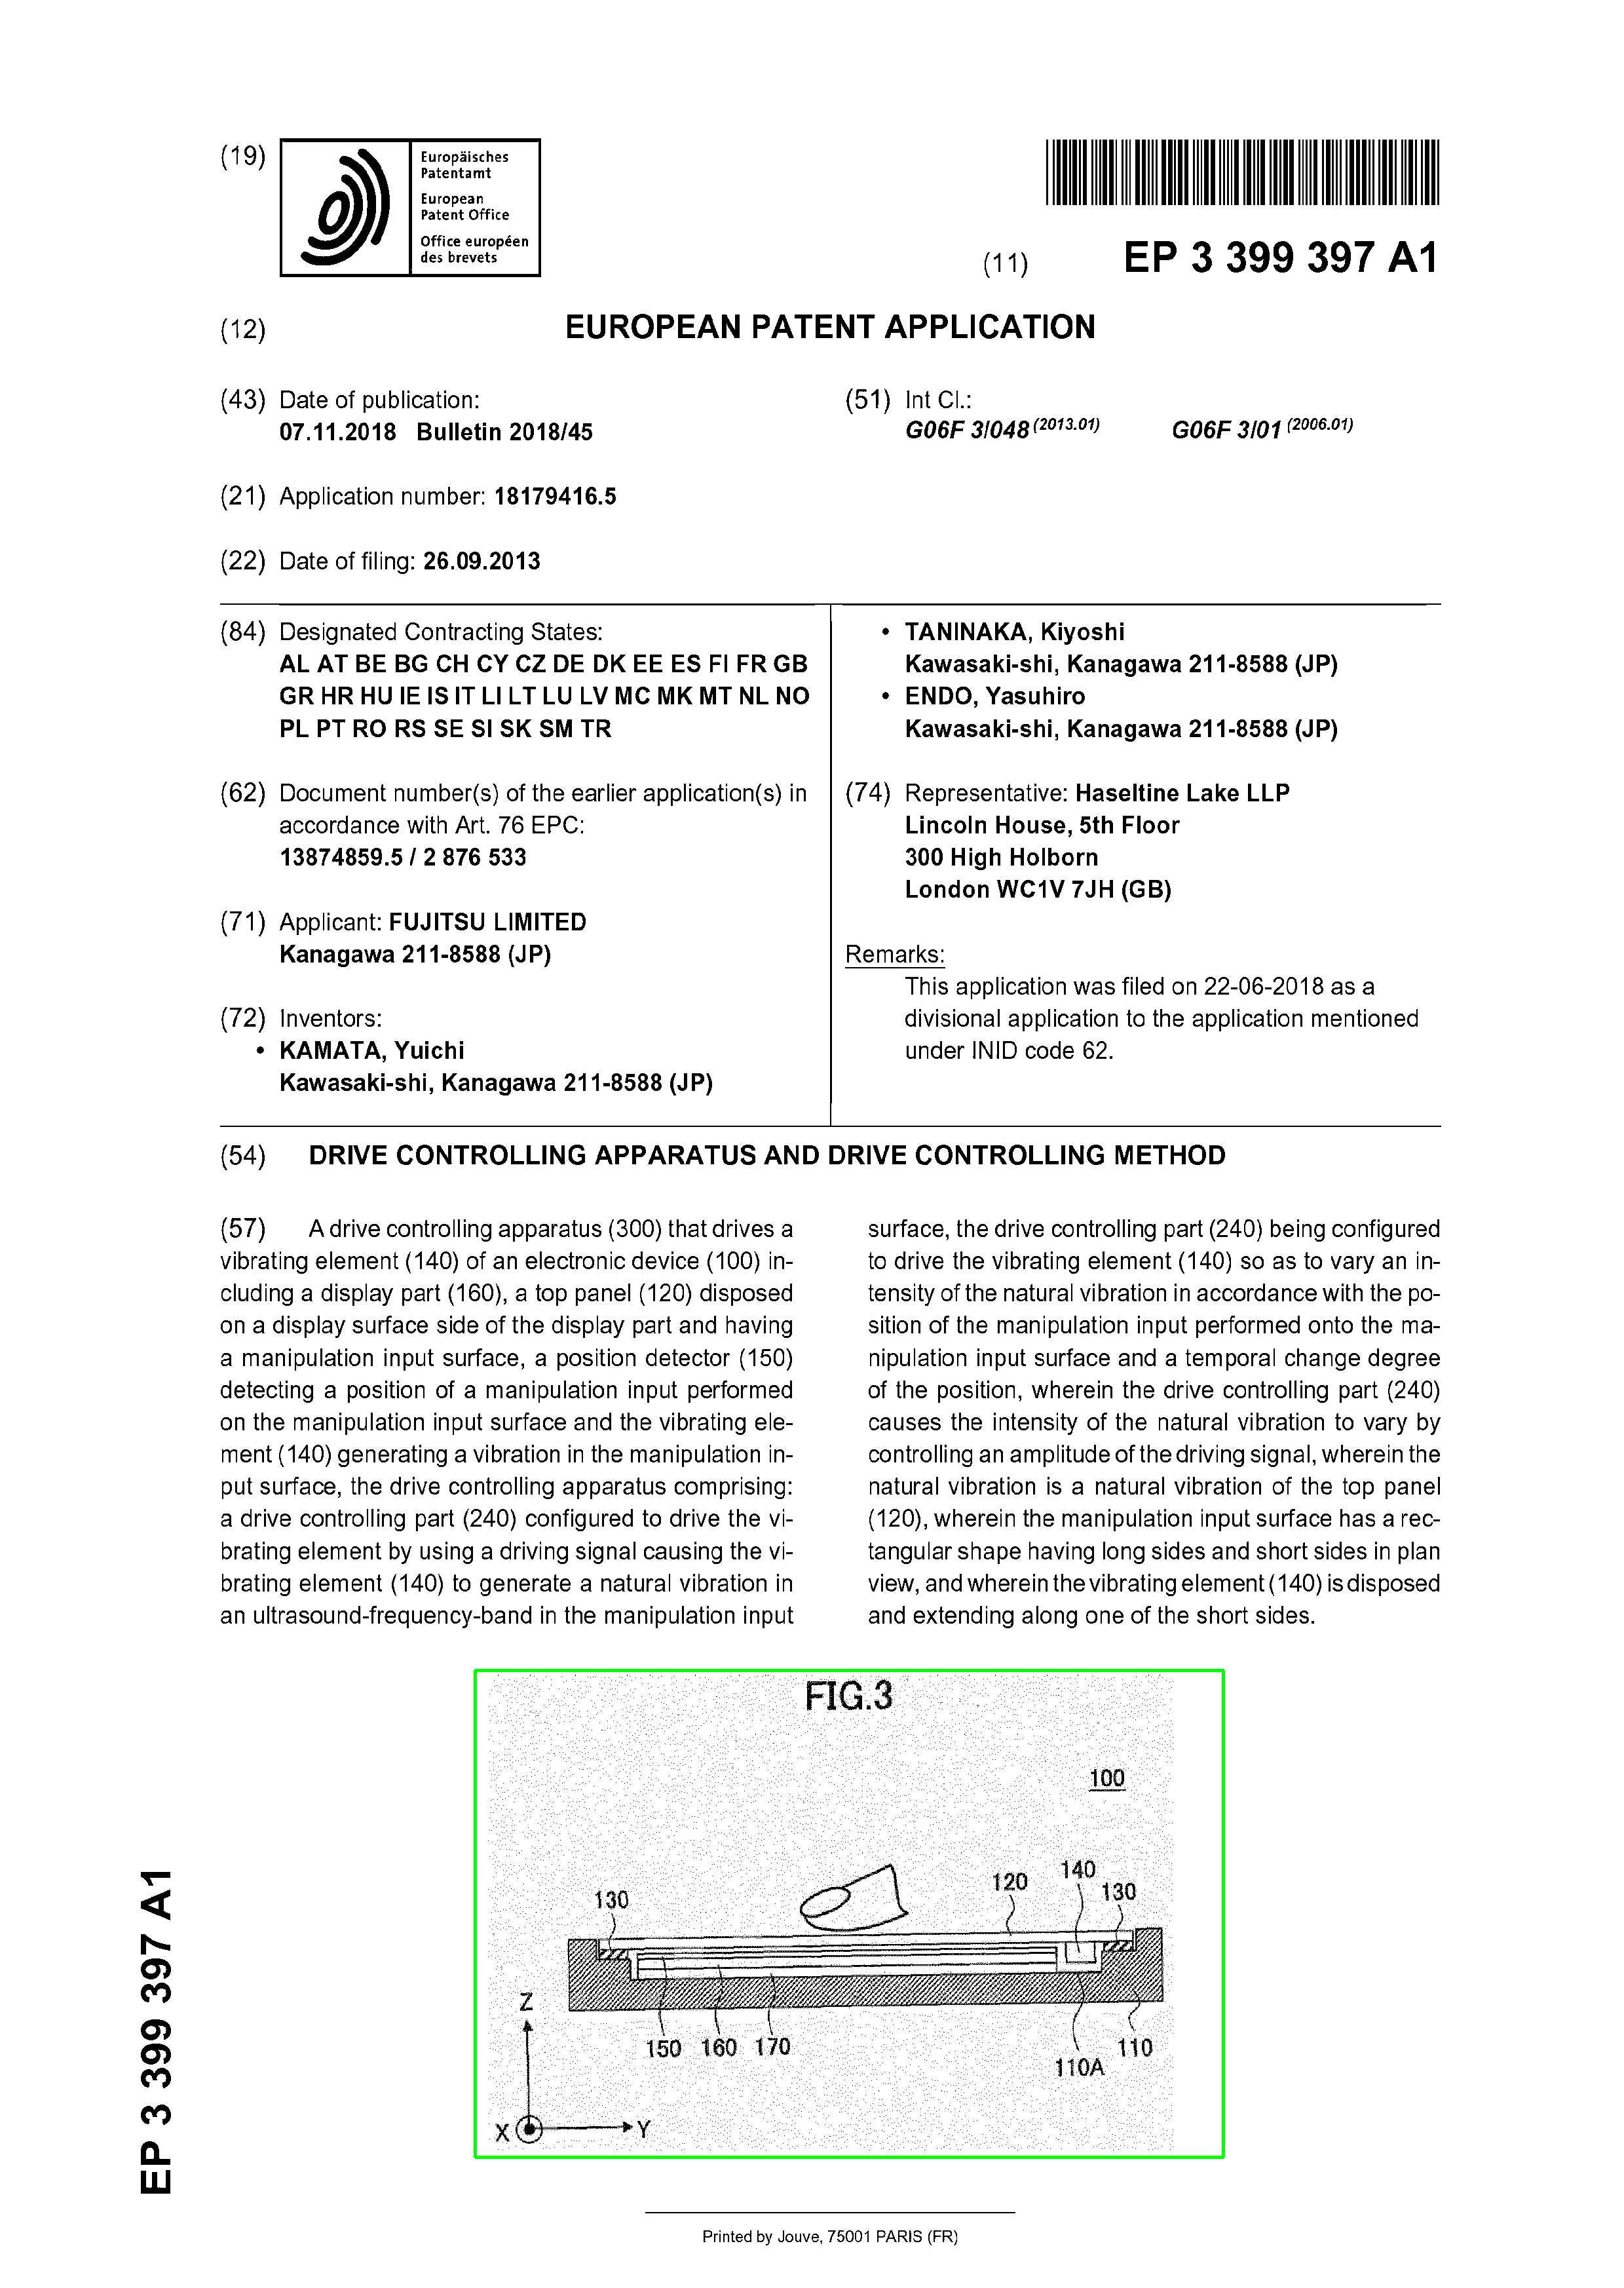 (19)
Europäisches
Patentamt
European
Patent Office
Office européen
des brevets
(11) EP 3 399 397 A1
(12) EUROPEAN PATENT APPLICATION
(43) Date of publication:
07.11.2018 Bulletin 2018/45
(51) Int Cl.:
G06F 3/048 (2013.01) G06F 3/01 (2006.01)
(21) Application number: 18179416.5
(22) Date of filing: 26.09.2013
(84) Designated Contracting States:
AL AT BE BG CH CY CZ DE DK EE ES FI FR GB
GR HR HU IE IS IT LI LT LU LV MC MK MT NL NO
PL PT RO RS SE SI SK SM TR
(62) Document number(s) of the earlier application(s) in
accordance with Art. 76 EPC:
13874859.5 / 2 876 533
(71) Applicant: FUJITSU LIMITED
Kanagawa 211-8588 (JP)
(72) Inventors:
• KAMATA, Yuichi
Kawasaki-shi, Kanagawa 211-8588 (JP)
• TANINAKA, Kiyoshi
Kawasaki-shi, Kanagawa 211-8588 (JP)
• ENDO, Yasuhiro
Kawasaki-shi, Kanagawa 211-8588 (JP)
(74) Representative: Haseltine Lake LLP
Lincoln House, 5th Floor
300 High Holborn
London WC1V 7JH (GB)
Remarks:
This application was filed on 22-06-2018 as a
divisional application to the application mentioned
under INID code 62.
(54) DRIVE CONTROLLING APPARATUS AND DRIVE CONTROLLING METHOD
(57) A drive controlling apparatus (300) that drives a
vibrating element (140) of an electronic device (100) in-
cluding a display part (160), a top panel (120) disposed
on a display surface side of the display part and having
a manipulation input surface, a position detector (150)
detecting a position of a manipulation input performed
on the manipulation input surface and the vibrating ele-
ment (140) generating a vibration in the manipulation in-
put surface, the drive controlling apparatus comprising:
a drive controlling part (240) configured to drive the vi-
brating element by using a driving signal causing the vi-
brating element (140) to generate a natural vibration in
an ultrasound-frequency-band in the manipulation input
surface, the drive controlling part (240) being configured
to drive the vibrating element (140) so as to vary an in-
tensity of the natural vibration in accordance with the po-
sition of the manipulation input performed onto the ma-
nipulation input surface and a temporal change degree
of the position, wherein the drive controlling part (240)
causes the intensity of the natural vibration to vary by
controlling an amplitude of the driving signal, wherein the
natural vibration is a natural vibration of the top panel
(120), wherein the manipulation input surface has a rec-
tangular shape having long sides and short sides in plan
view, and wherein the vibrating element (140) is disposed
and extending along one of the short sides.
FIG.3
100
130 120 140 130
Z
150 160 170 110A 110
X Y
EP 3 399 397 A1
Printed by Jouve, 75001 PARIS (FR)